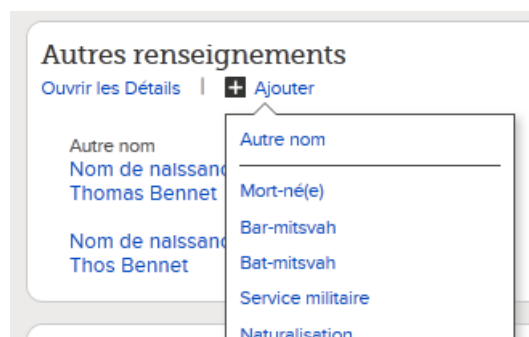 Autres renseignements
Ouvrir les Détails | Ajouter
Autre nom
Nom de naissanc
Thomas Bennet
Nom de naissanc
Thos Bennet
Autre nom
Mort-né(e)
Bar-mitsvah
Bat-mitsvah
Service militaire
Naturalisation